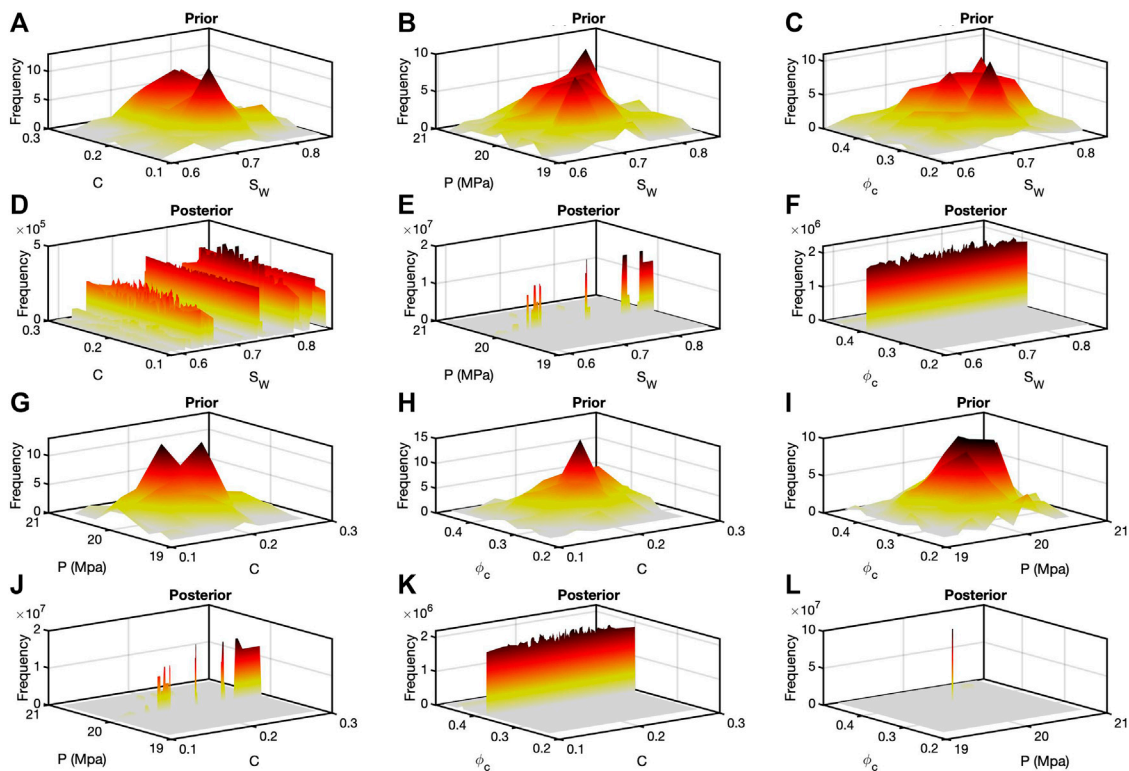 A Prior
Frequency
10
5
0
0.3
0.2
0.1
C
0.6
0.7
0.8
S_W
B Prior
Frequency
10
5
0
21
20
19
P (MPa)
0.6
0.7
0.8
S_W
C Prior
Frequency
10
5
0
0.4
0.3
0.2
ϕ_c
0.6
0.7
0.8
S_W
D Posterior
×10^5
Frequency
5
0
0.3
0.2
0.1
C
0.6
0.7
0.8
S_W
E Posterior
×10^7
Frequency
2
1
0
21
20
19
P (MPa)
0.6
0.7
0.8
S_W
F Posterior
×10^6
Frequency
2
1
0
0.4
0.3
0.2
ϕ_c
0.6
0.7
0.8
S_W
G Prior
Frequency
10
5
0
21
20
19
P (Mpa)
0.1
0.2
0.3
C
H Prior
Frequency
15
10
5
0
0.4
0.3
0.2
ϕ_c
0.1
0.2
0.3
C
I Prior
Frequency
10
5
0
0.4
0.3
0.2
ϕ_c
19
20
21
P (Mpa)
J Posterior
×10^7
Frequency
2
1
0
21
20
19
P (Mpa)
0.1
0.2
0.3
C
K Posterior
×10^6
Frequency
2
1
0
0.4
0.3
0.2
ϕ_c
0.1
0.2
0.3
C
L Posterior
×10^7
Frequency
10
5
0
0.4
0.3
0.2
ϕ_c
19
20
21
P (Mpa)